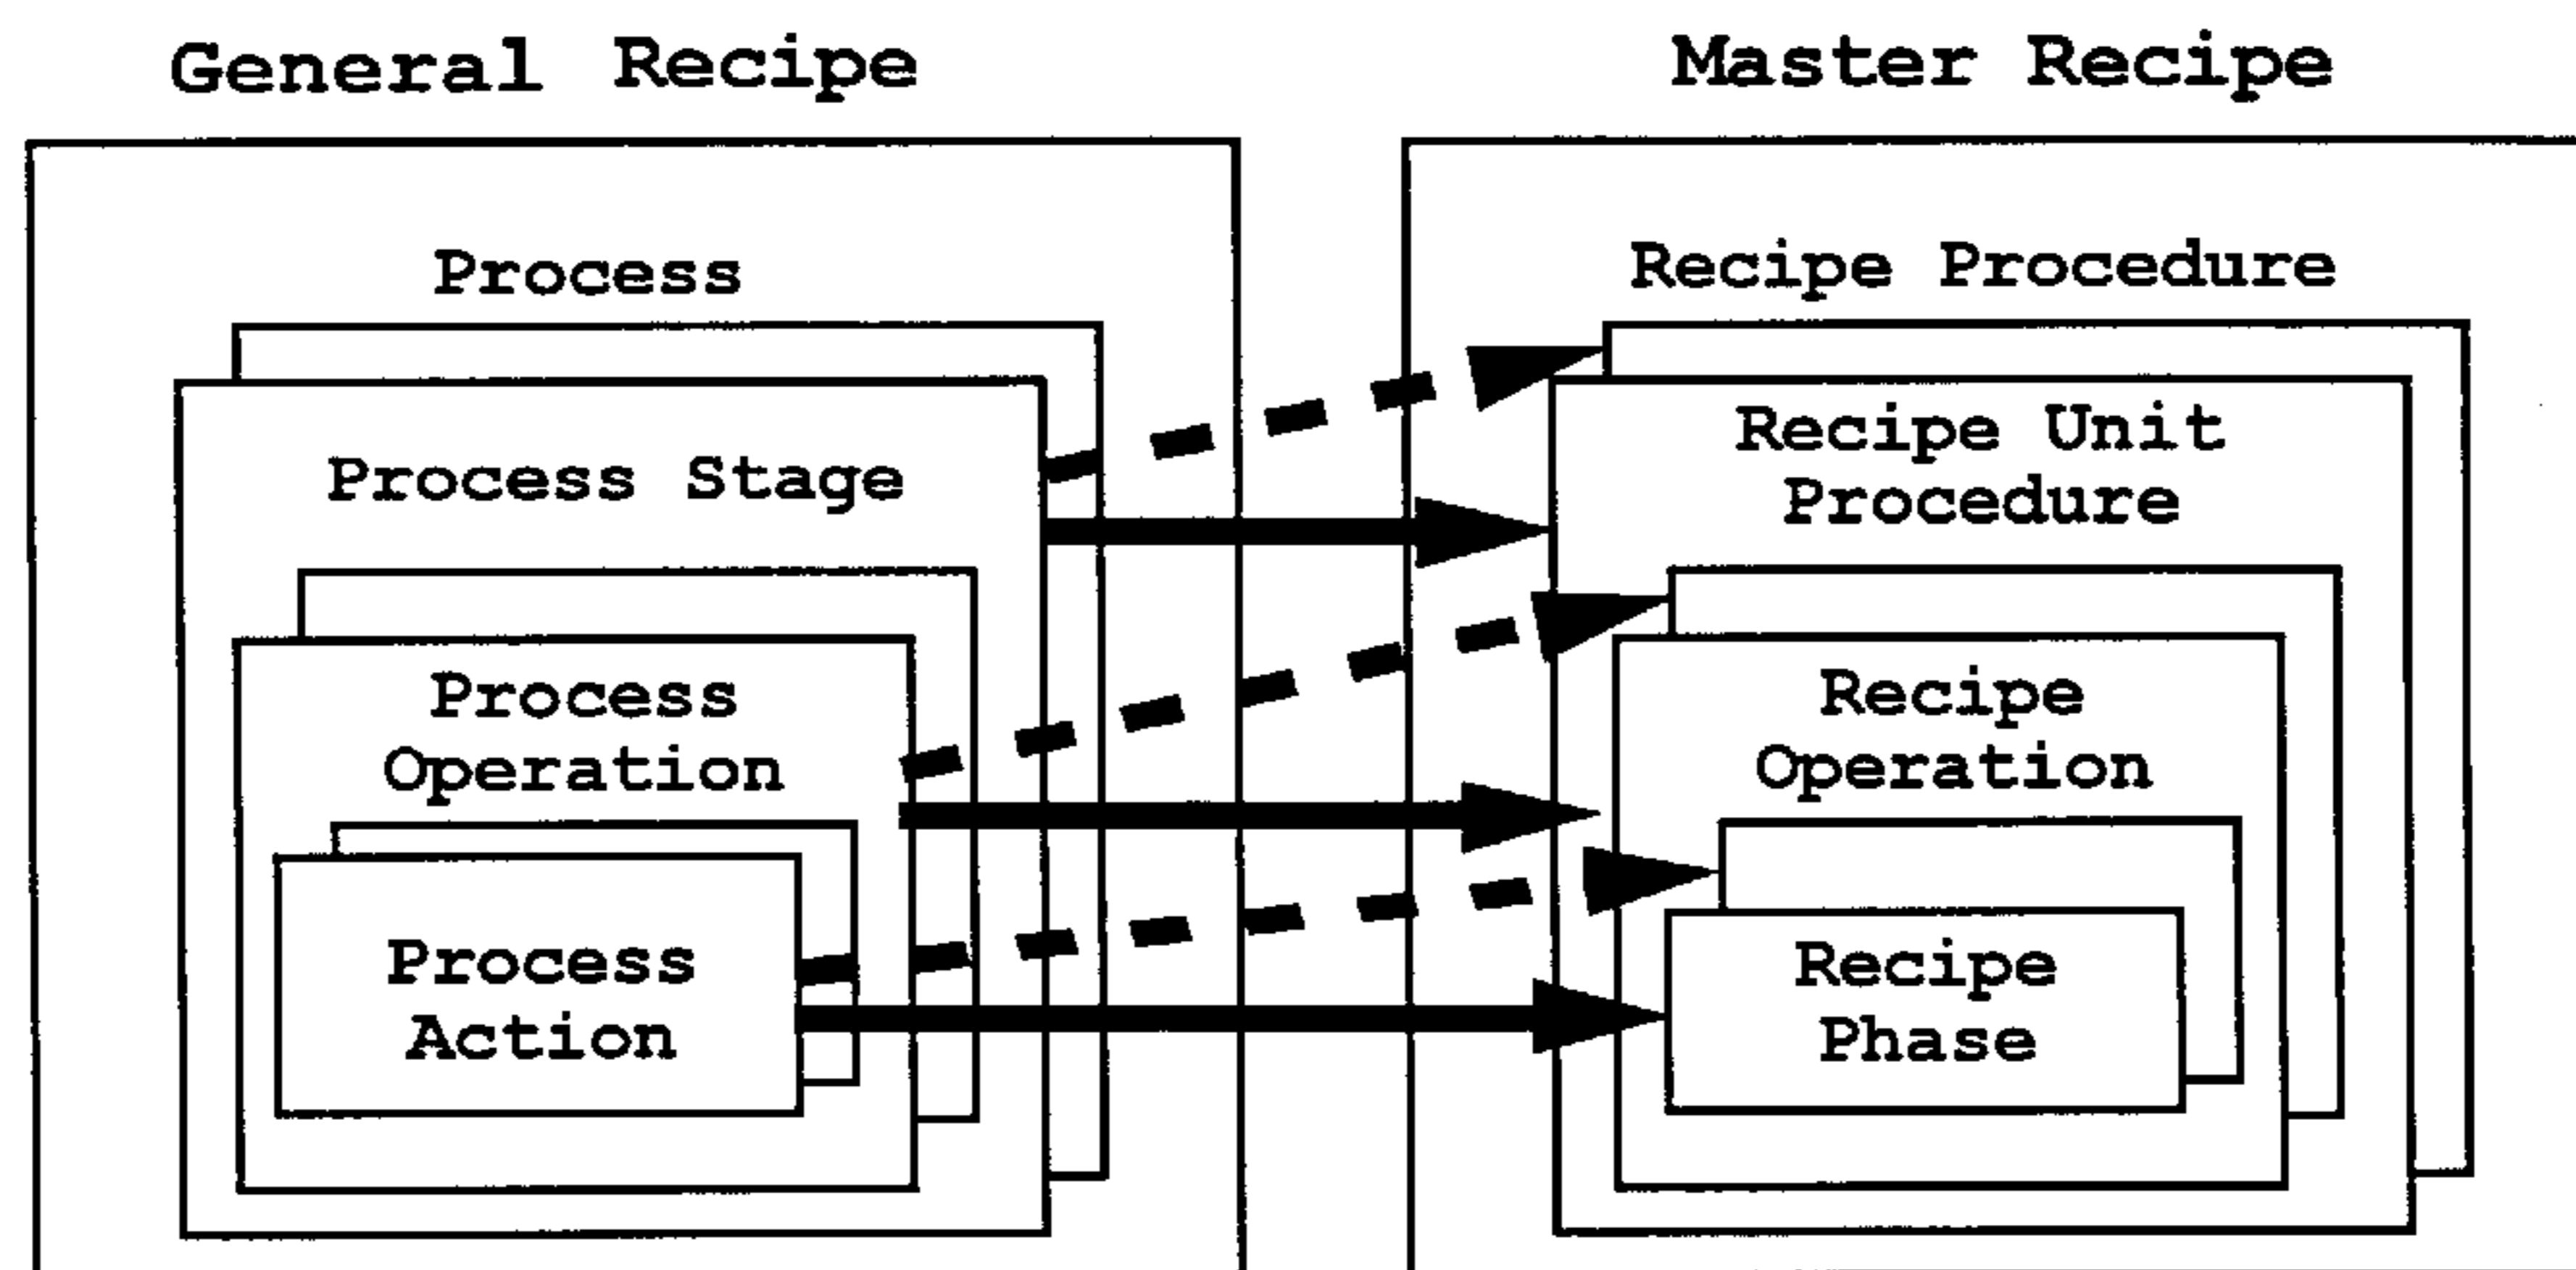 General Recipe
Master Recipe
Process
Recipe Procedure
Process Stage
Recipe Unit
Procedure
Process
Operation
Recipe
Operation
Process
Action
Recipe
Phase